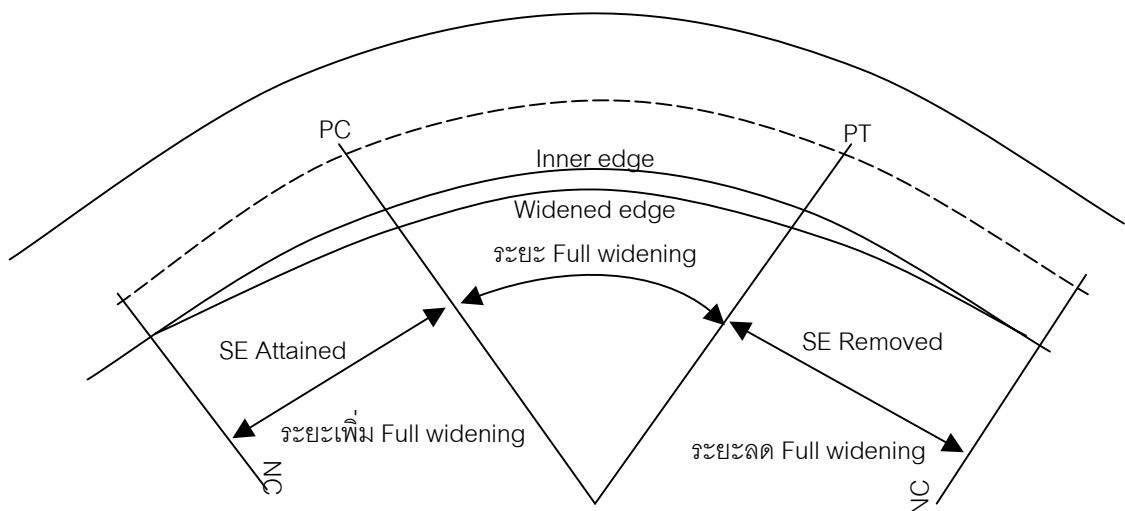 PC
PT
Inner edge
Widened edge
ระยะ Full widening
SE Attained
SE Removed
ระยะเพิ่ม Full widening
ระยะลด Full widening
NC
NC